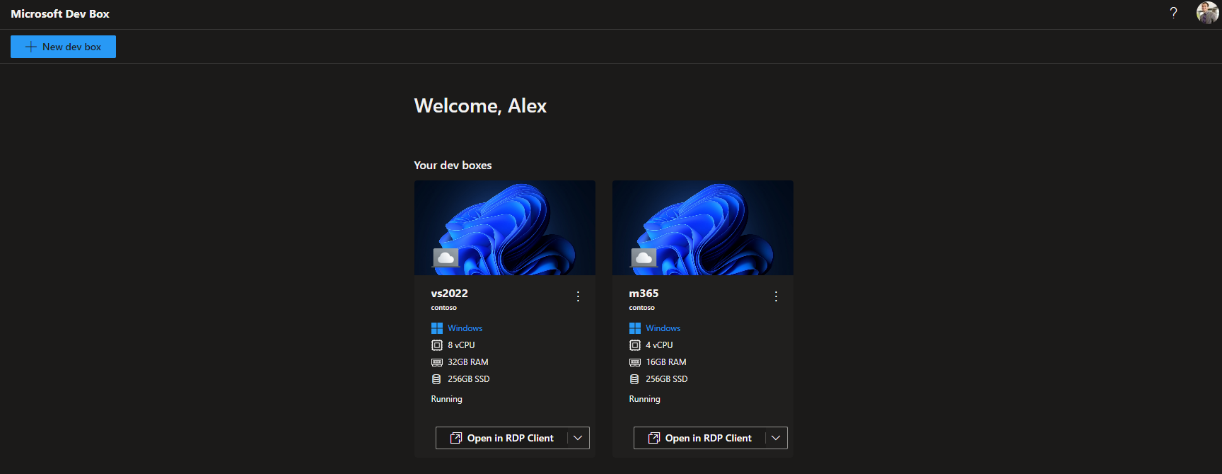 Microsoft Dev Box
?
+ New dev box
Welcome, Alex
Your dev boxes
vs2022
contoso
Windows
8 vCPU
32GB RAM
256GB SSD
Running
Open in RDP Client
m365
contoso
Windows
4 vCPU
16GB RAM
256GB SSD
Running
Open in RDP Client